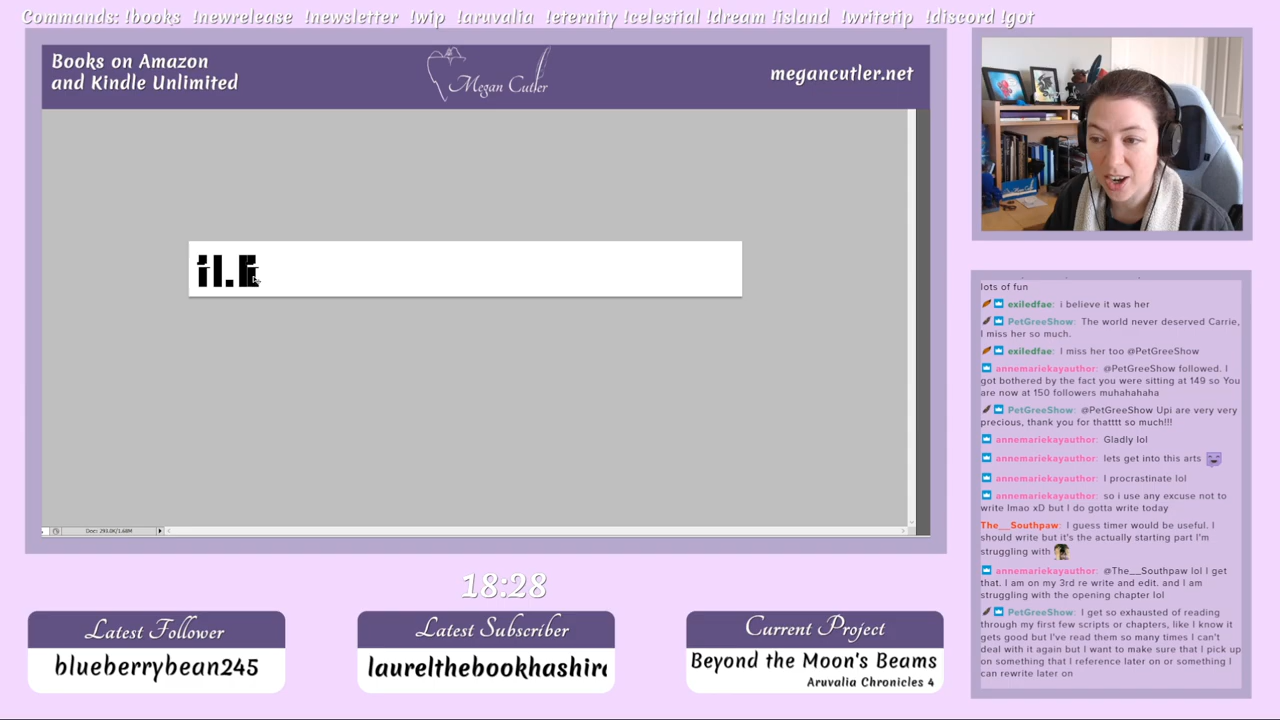 Commands: !books !newrelease !newsletter !wip !aruvalia !eternity !celestial !dream !island !writetip !discord !got
Books on Amazon
and Kindle Unlimited
Megan Cutler
megancutler.net
Doc: 293.0K/1.68M
18:28
Latest Follower
blueberrybean245
Latest Subscriber
laurelthebookhashira
Current Project
Beyond the Moon's Beams
Aruvalia Chronicles 4
lots of fun
exiledfae: i believe it was her
PetGreeShow: The world never deserved Carrie,
I miss her so much.
exiledfae: I miss her too @PetGreeShow
annemariekayauthor: @PetGreeShow followed. I
got bothered by the fact you were sitting at 149 so You
are now at 150 followers muhahahaha
PetGreeShow: @PetGreeShow Upi are very very
precious, thank you for thatttt so much!!!
annemariekayauthor: Gladly lol
annemariekayauthor: lets get into this arts
annemariekayauthor: I procrastinate lol
annemariekayauthor: so i use any excuse not to
write lmao xD but I do gotta write today
The__Southpaw: I guess timer would be useful. I
should write but it's the actually starting part I'm
struggling with
annemariekayauthor: @The__Southpaw lol I get
that. I am on my 3rd re write and edit. and I am
struggling with the opening chapter lol
PetGreeShow: I get so exhausted of reading
through my first few scripts or chapters, like I know it
gets good but I've read them so many times I can't
deal with it again but I want to make sure that I pick up
on something that I reference later on or something I
can rewrite later on